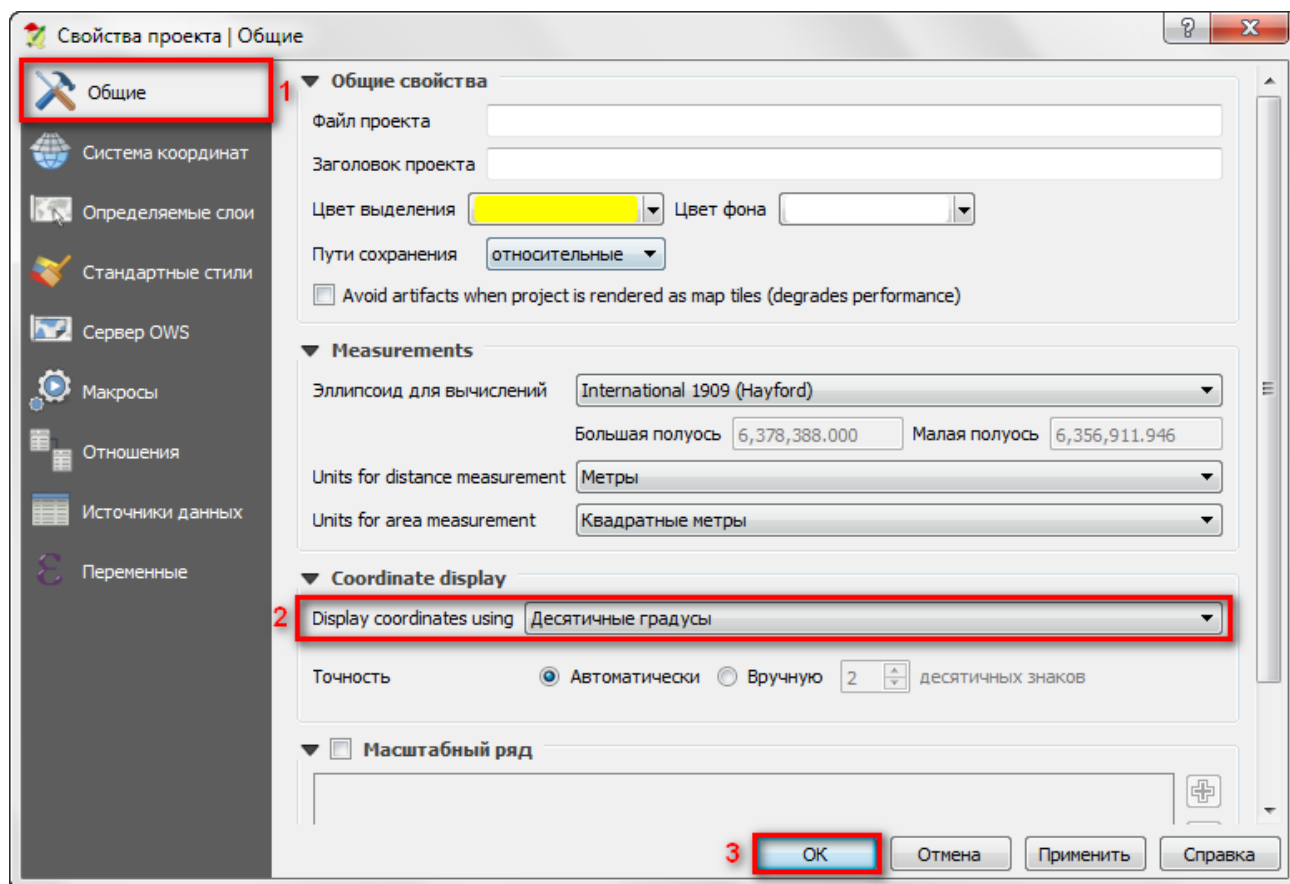 Свойства проекта | Общие
1
Общие
Система координат
Определяемые слои
Стандартные стили
Сервер OWS
Макросы
Отношения
Источники данных
Переменные
Общие свойства
Файл проекта
Заголовок проекта
Цвет выделения Цвет фона
Пути сохранения относительные
Avoid artifacts when project is rendered as map tiles (degrades performance)
Measurements
Эллипсоид для вычислений International 1909 (Hayford)
Большая полуось 6,378,388.000 Малая полуось 6,356,911.946
Units for distance measurement Метры
Units for area measurement Квадратные метры
Coordinate display
2 Display coordinates using Десятичные градусы
Точность Автоматически Вручную 2 десятичных знаков
Масштабный ряд
3 ОК Отмена Применить Справка